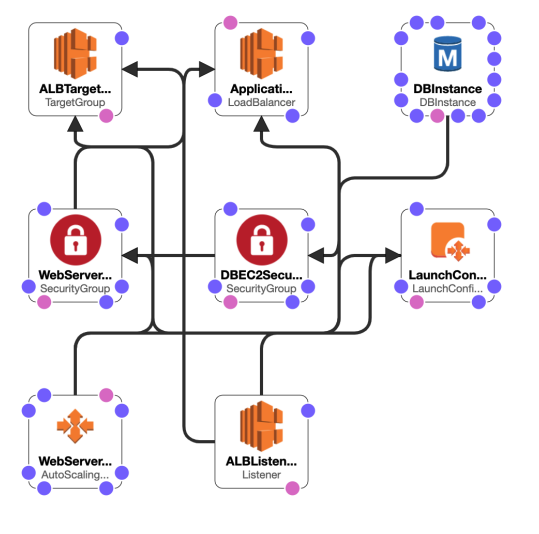 ALBTarget...
TargetGroup
Applicati...
LoadBalancer
M
DBInstance
DBInstance
WebServer...
SecurityGroup
DBEC2Secu...
SecurityGroup
LaunchCon...
LaunchConfi...
WebServer...
AutoScaling...
ALBListen...
Listener